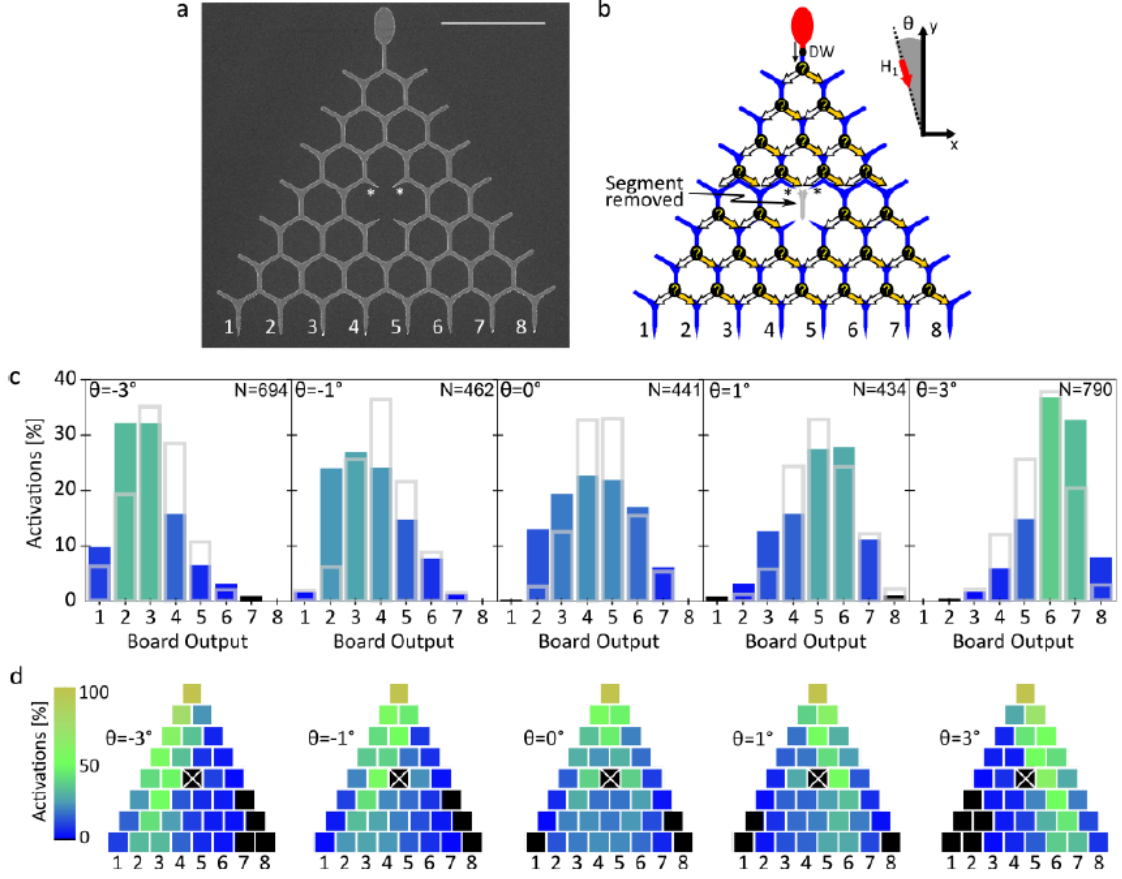 a
b
* *
1 2 3 4 5 6 7 8
θ y
DW
H⊥
x
? ? ? ? ? ? ? ? ? ?
* *
Segment
removed
1 2 3 4 5 6 7 8
c
Activations [%]
40
30
20
10
0
θ=-3° N=694
θ=-1° N=462
θ=0° N=441
θ=1° N=434
θ=3° N=790
1 2 3 4 5 6 7 8
1 2 3 4 5 6 7 8
1 2 3 4 5 6 7 8
1 2 3 4 5 6 7 8
1 2 3 4 5 6 7 8
Board Output
Board Output
Board Output
Board Output
Board Output
d
Activations [%]
100
50
0
θ=-3°
θ=-1°
θ=0°
θ=1°
θ=3°
1 2 3 4 5 6 7 8
1 2 3 4 5 6 7 8
1 2 3 4 5 6 7 8
1 2 3 4 5 6 7 8
1 2 3 4 5 6 7 8